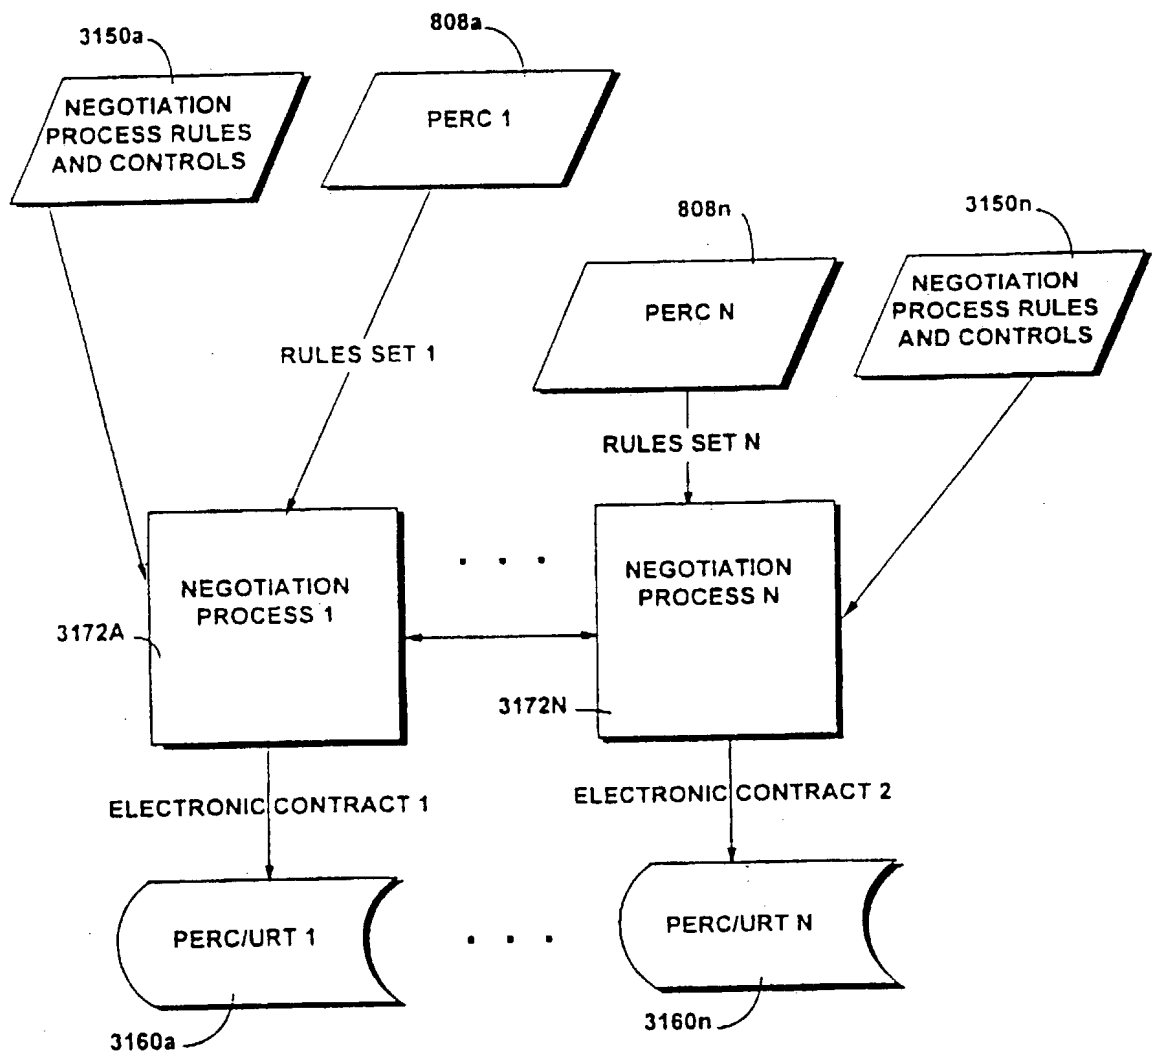 3150a
808a
NEGOTIATION
PROCESS RULES
AND CONTROLS
PERC 1
808n
3150n
PERC N
NEGOTIATION
PROCESS RULES
AND CONTROLS
RULES SET 1
RULES SET N
NEGOTIATION
PROCESS 1
. . .
NEGOTIATION
PROCESS N
3172A
3172N
ELECTRONIC CONTRACT 1
ELECTRONIC CONTRACT 2
PERC/URT 1
. . .
PERC/URT N
3160a
3160n